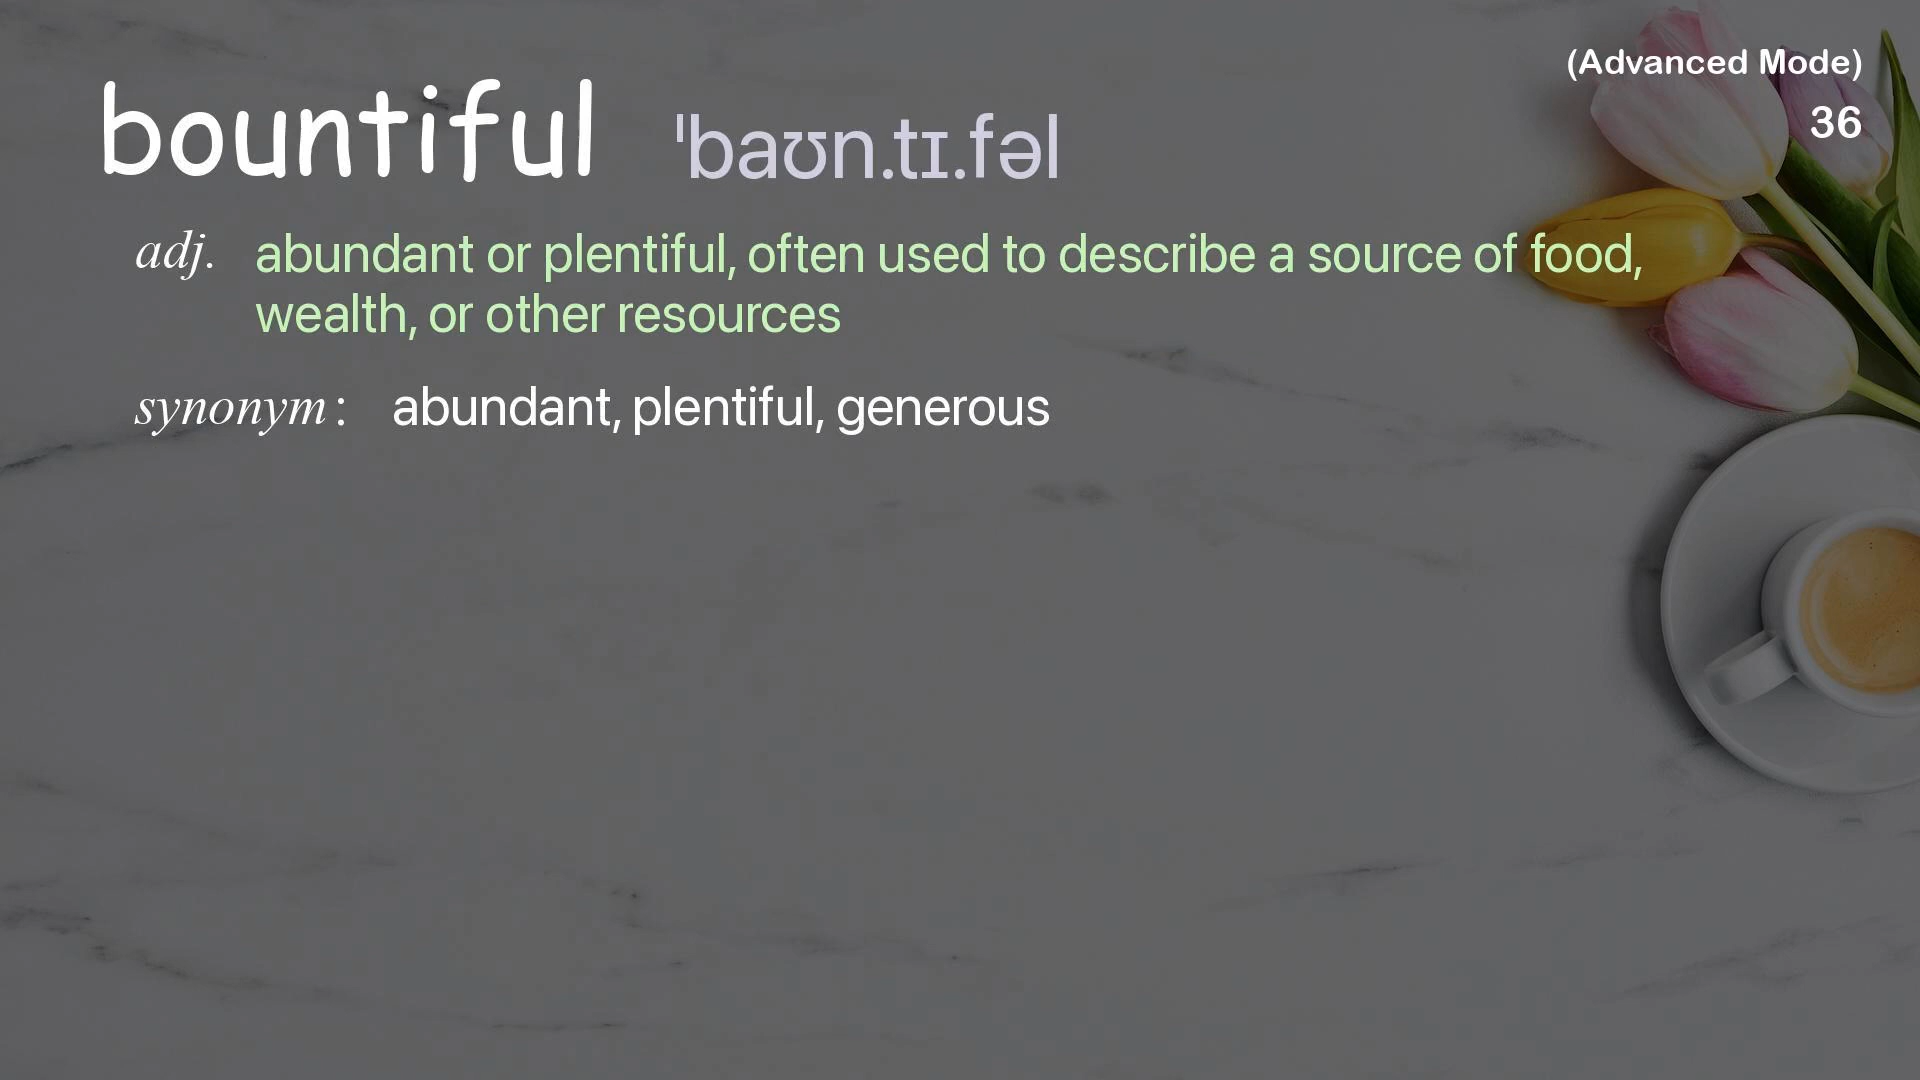 (Advanced Mode)
36
bountiful ˈbaʊn.tɪ.fəl
adj. abundant or plentiful, often used to describe a source of food,
wealth, or other resources
synonym: abundant, plentiful, generous